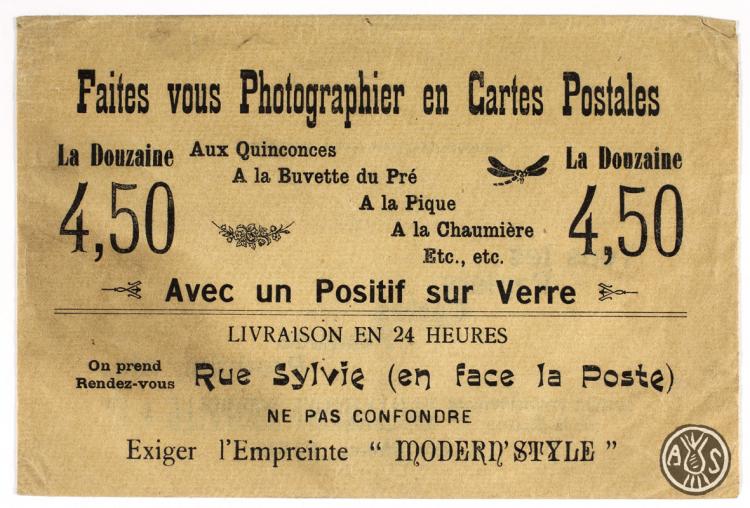 Faites vous Photographier en Cartes Postales
La Douzaine
4,50
Aux Quinconces
A la Buvette du Pré
A la Pique
A la Chaumière
Etc., etc.
La Douzaine
4,50
Avec un Positif sur Verre
LIVRAISON EN 24 HEURES
On prend
Rendez-vous
Rue Sylvie (en face la Poste)
NE PAS CONFONDRE
Exiger l'Empreinte “ MODERN'STYLE ”
A S